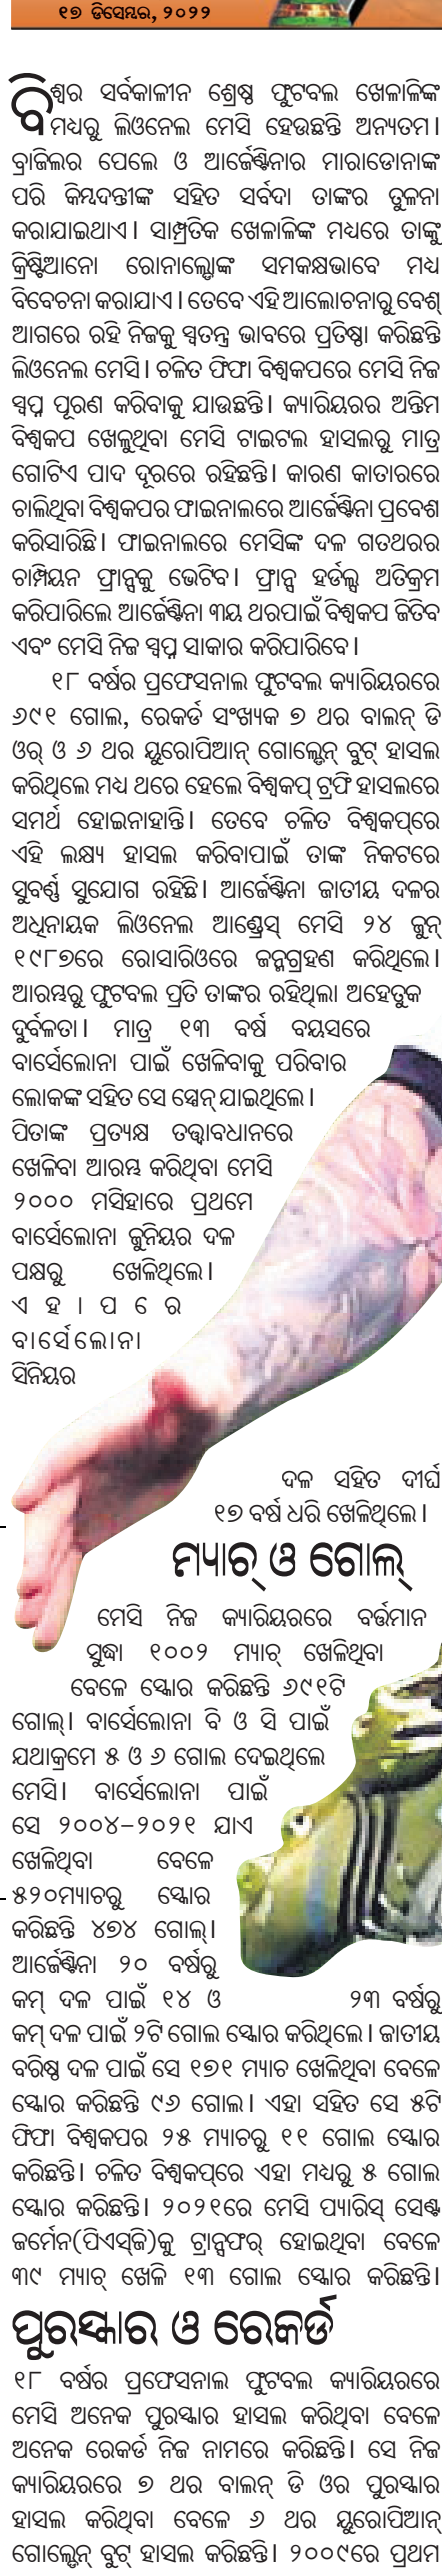 ୧୭ ଡିସେମ୍ବର, ୨୦୨୨
ବିଶ୍ୱର ସର୍ବକାଳୀନ ଶ୍ରେଷ୍ଠ ଫୁଟବଲ ଖେଳାଳିଙ୍କ
ମଧ୍ୟରୁ ଲିଓନେଲ ମେସି ହେଉଛନ୍ତି ଅନ୍ୟତମ।
ବ୍ରାଜିଲର ପେଲେ ଓ ଆର୍ଜେଣ୍ଟିନାର ମାରାଡୋନାଙ୍କ
ପରି କିମ୍ବଦନ୍ତୀଙ୍କ ସହିତ ସର୍ବଦା ତାଙ୍କର ତୁଳନା
କରାଯାଇଥାଏ। ସାମ୍ପ୍ରତିକ ଖେଳାଳିଙ୍କ ମଧ୍ୟରେ ତାଙ୍କୁ
କ୍ରିଷ୍ଟିଆନୋ ରୋନାଲ୍ଡୋଙ୍କ ସମକକ୍ଷଭାବେ ମଧ୍ୟ
ବିବେଚନା କରାଯାଏ। ତେବେ ଏହି ଆଲୋଚନାରୁ ବେଶ୍
ଆଗରେ ରହି ନିଜକୁ ସ୍ୱତନ୍ତ୍ର ଭାବରେ ପ୍ରତିଷ୍ଠା କରିଛନ୍ତି
ଲିଓନେଲ ମେସି। ଚଳିତ ଫିଫା ବିଶ୍ୱକପରେ ମେସି ନିଜ
ସ୍ୱପ୍ନ ପୂରଣ କରିବାକୁ ଯାଉଛନ୍ତି। କ୍ୟାରିୟରର ଅନ୍ତିମ
ବିଶ୍ୱକପ ଖେଳୁଥିବା ମେସି ଟାଇଟଲ ହାସଲରୁ ମାତ୍ର
ଗୋଟିଏ ପାଦ ଦୂରରେ ରହିଛନ୍ତି। କାରଣ କାତାରରେ
ଚାଲିଥିବା ବିଶ୍ୱକପର ଫାଇନାଲରେ ଆର୍ଜେଣ୍ଟିନା ପ୍ରବେଶ
କରିସାରିଛି। ଫାଇନାଲରେ ମେସିଙ୍କ ଦଳ ଗତଥରର
ଚାମ୍ପିୟନ ଫ୍ରାନ୍ସକୁ ଭେଟିବ। ଫ୍ରାନ୍ସ ହର୍ଡଲ୍ସ ଅତିକ୍ରମ
କରିପାରିଲେ ଆର୍ଜେଣ୍ଟିନା ୩ୟ ଥରପାଇଁ ବିଶ୍ୱକପ ଜିତିବ
ଏବଂ ମେସି ନିଜ ସ୍ୱପ୍ନ ସାକାର କରିପାରିବେ।
୧୮ ବର୍ଷର ପ୍ରଫେସନାଲ ଫୁଟବଲ କ୍ୟାରିୟରରେ
୬୯୧ ଗୋଲ, ରେକର୍ଡ ସଂଖ୍ୟକ ୭ ଥର ବାଲନ୍ ଡି
ଓର୍ ଓ ୬ ଥର ୟୁରୋପିଆନ୍ ଗୋଲ୍ଡେନ୍ ବୁଟ୍ ହାସଲ
କରିଥିଲେ ମଧ୍ୟ ଥରେ ହେଲେ ବିଶ୍ୱକପ୍ ଟ୍ରଫି ହାସଲରେ
ସମର୍ଥ ହୋଇନାହାନ୍ତି। ତେବେ ଚଳିତ ବିଶ୍ୱକପ୍‌ରେ
ଏହି ଲକ୍ଷ୍ୟ ହାସଲ କରିବାପାଇଁ ତାଙ୍କ ନିକଟରେ
ସୁବର୍ଣ୍ଣ ସୁଯୋଗ ରହିଛି। ଆର୍ଜେଣ୍ଟିନା ଜାତୀୟ ଦଳର
ଅଧିନାୟକ ଲିଓନେଲ ଆଣ୍ଡ୍ରେସ୍ ମେସି ୨୪ ଜୁନ୍
୧୯୮୭ରେ ରୋସାରିଓରେ ଜନ୍ମଗ୍ରହଣ କରିଥିଲେ।
ଆରମ୍ଭରୁ ଫୁଟବଲ ପ୍ରତି ତାଙ୍କର ରହିଥିଲା ଅହେତୁକ
ଦୁର୍ବଳତା। ମାତ୍ର ୧୩ ବର୍ଷ ବୟସରେ
ବାର୍ସେଲୋନା ପାଇଁ ଖେଳିବାକୁ ପରିବାର
ଲୋକଙ୍କ ସହିତ ସେ ସ୍ପେନ୍ ଯାଇଥିଲେ।
ପିତାଙ୍କ ପ୍ରତ୍ୟକ୍ଷ ତତ୍ତ୍ୱାବଧାନରେ
ଖେଳିବା ଆରମ୍ଭ କରିଥିବା ମେସି
୨୦୦୦ ମସିହାରେ ପ୍ରଥମେ
ବାର୍ସେଲୋନା ଜୁନିୟର ଦଳ
ପକ୍ଷରୁ ଖେଳିଥିଲେ।
ଏହାପରେ
ବାର୍ସେଲୋନା
ସିନିୟର
ଦଳ ସହିତ ଦୀର୍ଘ
୧୭ ବର୍ଷ ଧରି ଖେଳିଥିଲେ।
ମ୍ୟାଚ୍ ଓ ଗୋଲ୍
ମେସି ନିଜ କ୍ୟାରିୟରରେ ବର୍ତ୍ତମାନ
ସୁଦ୍ଧା ୧୦୦୨ ମ୍ୟାଚ୍ ଖେଳିଥିବା
ବେଳେ ସ୍କୋର କରିଛନ୍ତି ୬୯୧ଟି
ଗୋଲ୍। ବାର୍ସେଲୋନା ବି ଓ ସି ପାଇଁ
ଯଥାକ୍ରମେ ୫ ଓ ୬ ଗୋଲ ଦେଇଥିଲେ
ମେସି। ବାର୍ସେଲୋନା ପାଇଁ
ସେ ୨୦୦୪-୨୦୨୧ ଯାଏ
ଖେଳିଥିବା ବେଳେ
୫୨୦ମ୍ୟାଚରୁ ସ୍କୋର
କରିଛନ୍ତି ୪୭୪ ଗୋଲ୍।
ଆର୍ଜେଣ୍ଟିନା ୨୦ ବର୍ଷରୁ
କମ୍ ଦଳ ପାଇଁ ୧୪ ଓ ୨୩ ବର୍ଷରୁ
କମ୍ ଦଳ ପାଇଁ ୨ଟି ଗୋଲ ସ୍କୋର କରିଥିଲେ। ଜାତୀୟ
ବରିଷ୍ଠ ଦଳ ପାଇଁ ସେ ୧୭୧ ମ୍ୟାଚ ଖେଳିଥିବା ବେଳେ
ସ୍କୋର କରିଛନ୍ତି ୯୬ ଗୋଲ। ଏହା ସହିତ ସେ ୫ଟି
ଫିଫା ବିଶ୍ୱକପର ୨୫ ମ୍ୟାଚରୁ ୧୧ ଗୋଲ ସ୍କୋର
କରିଛନ୍ତି। ଚଳିତ ବିଶ୍ୱକପ୍‌ରେ ଏହା ମଧ୍ୟରୁ ୫ ଗୋଲ
ସ୍କୋର କରିଛନ୍ତି। ୨୦୨୧ରେ ମେସି ପ୍ୟାରିସ୍ ସେଣ୍ଟ
ଜର୍ମେନ(ପିଏସ୍‌ଜି)କୁ ଟ୍ରାନ୍ସଫର୍ ହୋଇଥିବା ବେଳେ
୩୯ ମ୍ୟାଚ୍ ଖେଳି ୧୩ ଗୋଲ ସ୍କୋର କରିଛନ୍ତି।
ପୁରସ୍କାର ଓ ରେକର୍ଡ
୧୮ ବର୍ଷର ପ୍ରଫେସନାଲ ଫୁଟବଲ କ୍ୟାରିୟରରେ
ମେସି ଅନେକ ପୁରସ୍କାର ହାସଲ କରିଥିବା ବେଳେ
ଅନେକ ରେକର୍ଡ ନିଜ ନାମରେ କରିଛନ୍ତି। ସେ ନିଜ
କ୍ୟାରିୟରରେ ୭ ଥର ବାଲନ୍ ଡି ଓର ପୁରସ୍କାର
ହାସଲ କରିଥିବା ବେଳେ ୬ ଥର ୟୁରୋପିଆନ୍
ଗୋଲ୍ଡେନ୍ ବୁଟ୍ ହାସଲ କରିଛନ୍ତି। ୨୦୦୯ରେ ପ୍ରଥମ